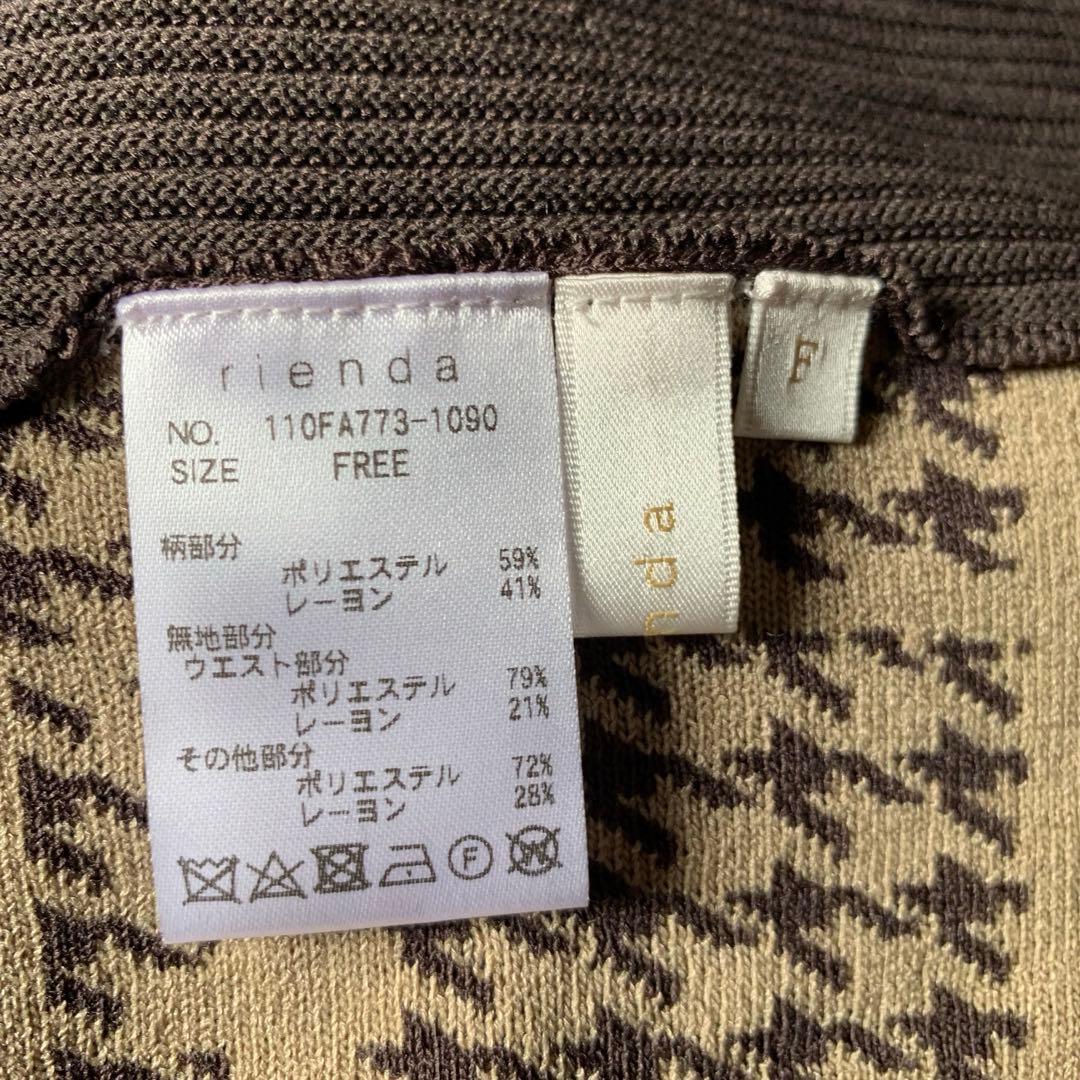 rienda
NO. 110FA773-1090
SIZE FREE
柄部分
ポリエステル 59%
レーヨン 41%
無地部分
ウエスト部分
ポリエステル 79%
レーヨン 21%
その他部分
ポリエステル 72%
レーヨン 28%
F
W
nda
F